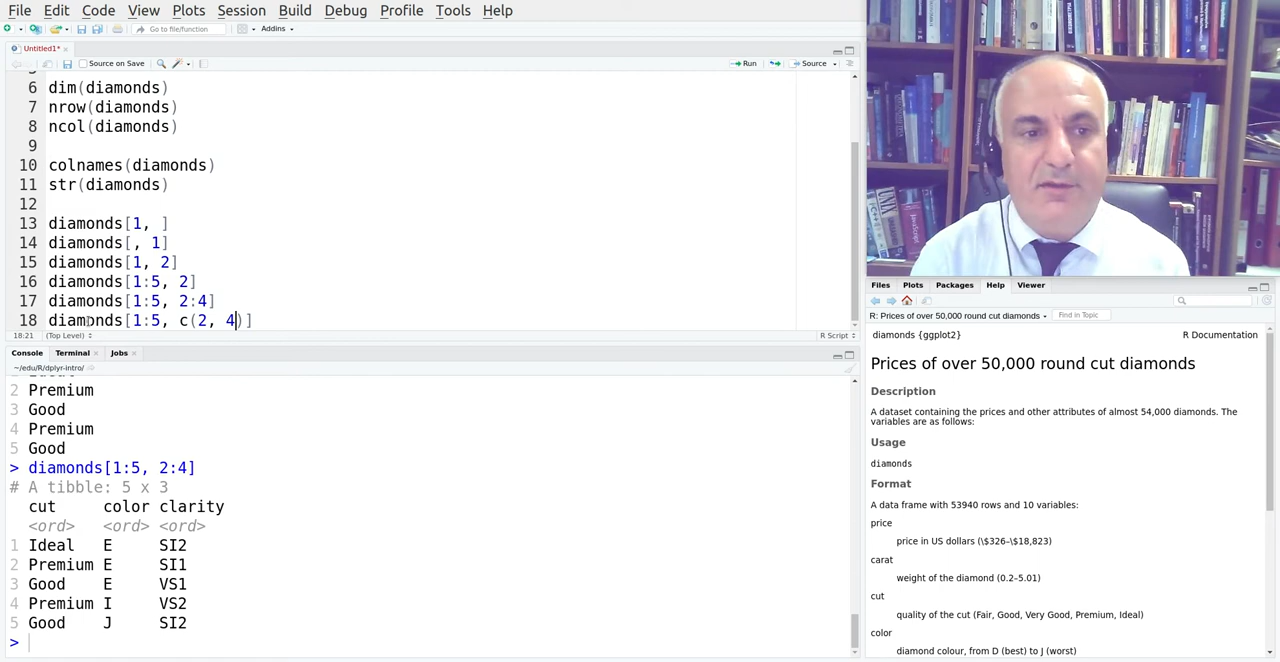 File Edit Code View Plots Session Build Debug Profile Tools Help
Go to file/function Addins
Untitled1*
Source on Save Run Source
6 dim(diamonds)
7 nrow(diamonds)
8 ncol(diamonds)
9
10 colnames(diamonds)
11 str(diamonds)
12
13 diamonds[1, ]
14 diamonds[, 1]
15 diamonds[1, 2]
16 diamonds[1:5, 2]
17 diamonds[1:5, 2:4]
18 diamonds[1:5, c(2, 4)]
18:21 (Top Level) R Script
Console Terminal Jobs
~/edu/R/dplyr-intro/
2 Premium
3 Good
4 Premium
5 Good
> diamonds[1:5, 2:4]
# A tibble: 5 x 3
cut color clarity
<ord> <ord> <ord>
1 Ideal E SI2
2 Premium E SI1
3 Good E VS1
4 Premium I VS2
5 Good J SI2
>
UNIX
JavaScript
Files Plots Packages Help Viewer
R: Prices of over 50,000 round cut diamonds Find in Topic
diamonds {ggplot2} R Documentation
Prices of over 50,000 round cut diamonds
Description
A dataset containing the prices and other attributes of almost 54,000 diamonds. The
variables are as follows:
Usage
diamonds
Format
A data frame with 53940 rows and 10 variables:
price
price in US dollars (\$326–\$18,823)
carat
weight of the diamond (0.2–5.01)
cut
quality of the cut (Fair, Good, Very Good, Premium, Ideal)
color
diamond colour, from D (best) to J (worst)